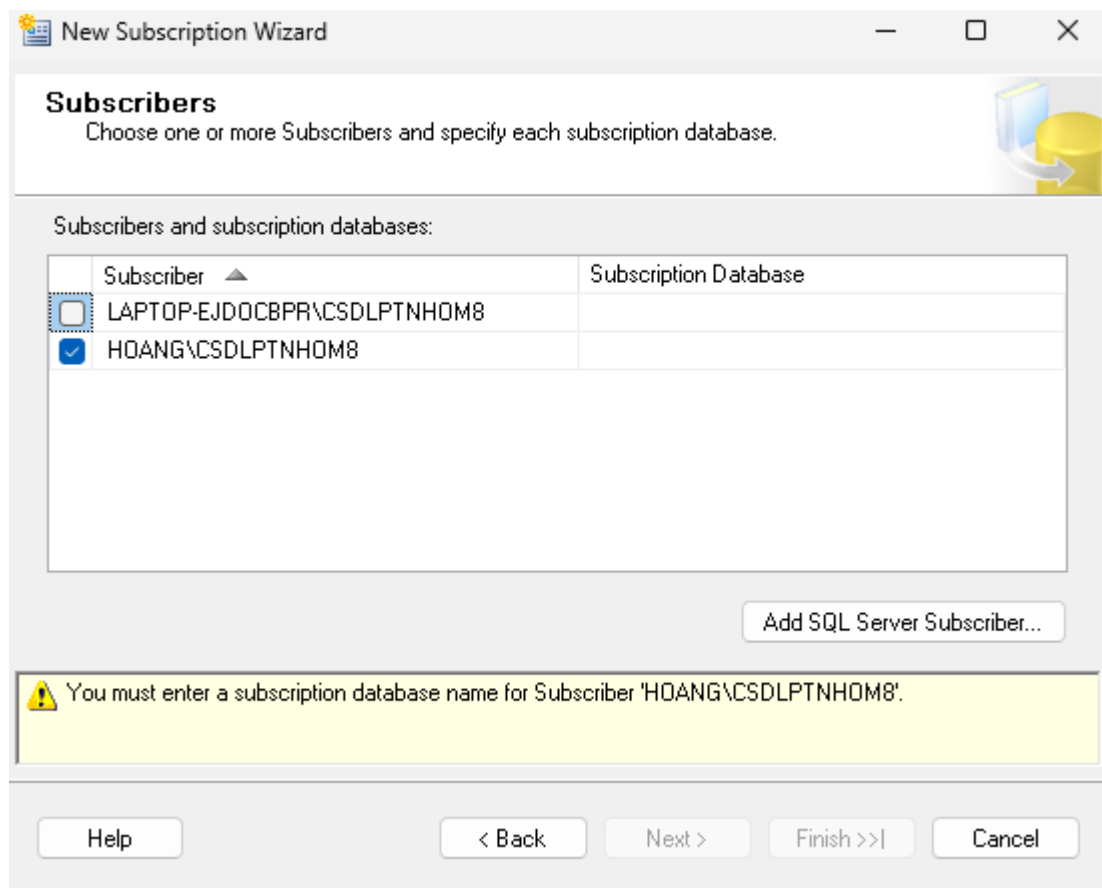 New Subscription Wizard
Subscribers
Choose one or more Subscribers and specify each subscription database.
Subscribers and subscription databases:
Subscriber Subscription Database
LAPTOP-EJDOCBPR\CSDLPTNHOM8
HOANG\CSDLPTNHOM8
Add SQL Server Subscriber...
You must enter a subscription database name for Subscriber 'HOANG\CSDLPTNHOM8'.
Help < Back Next > Finish >>| Cancel